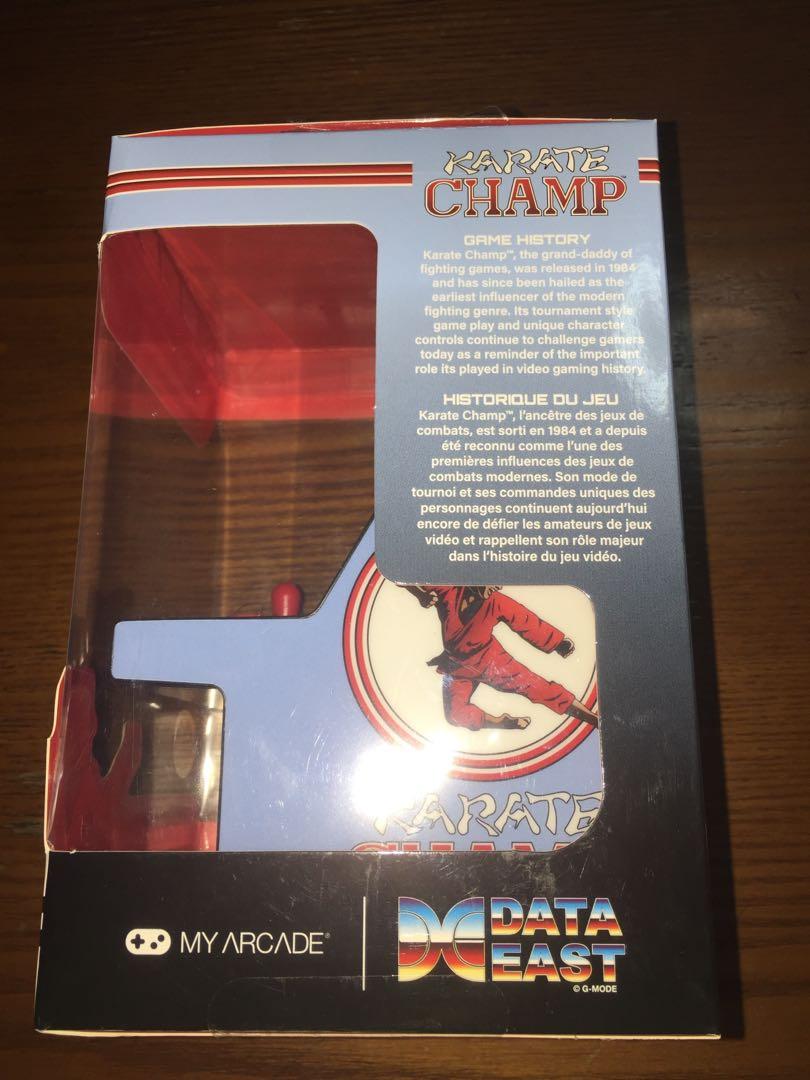 KARATE
CHAMP™
GAME HISTORY
Karate Champ™, the grand-daddy of
fighting games, was released in 1984
and has since been hailed as the
earliest influencer of the modern
fighting genre. Its tournament style
game play and unique character
controls continue to challenge gamers
today as a reminder of the important
role its played in video gaming history.
HISTORIQUE DU JEU
Karate Champ™, l'ancêtre des jeux de
combats, est sorti en 1984 et a depuis
été reconnu comme l'une des
premières influences des jeux de
combats modernes. Son mode de
tournoi et ses commandes uniques des
personnages continuent aujourd'hui
encore de défier les amateurs de jeux
vidéo et rappellent son rôle majeur
dans l'histoire du jeu vidéo.
KARATE
MY ARCADE®
DATA
EAST
© G-MODE